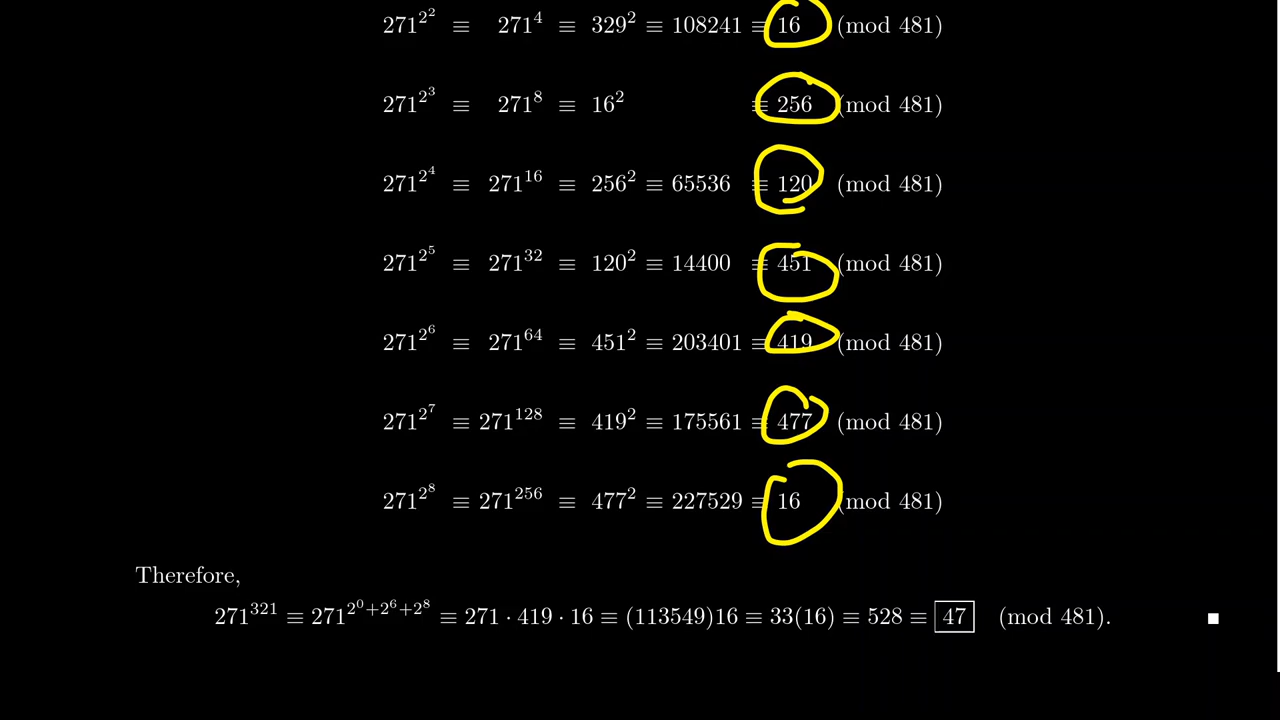 271^{2^2} ≡ 271^4 ≡ 329^2 ≡ 108241 ≡ 16 (mod 481)
271^{2^3} ≡ 271^8 ≡ 16^2 ≡ 256 (mod 481)
271^{2^4} ≡ 271^{16} ≡ 256^2 ≡ 65536 ≡ 120 (mod 481)
271^{2^5} ≡ 271^{32} ≡ 120^2 ≡ 14400 ≡ 451 (mod 481)
271^{2^6} ≡ 271^{64} ≡ 451^2 ≡ 203401 ≡ 419 (mod 481)
271^{2^7} ≡ 271^{128} ≡ 419^2 ≡ 175561 ≡ 477 (mod 481)
271^{2^8} ≡ 271^{256} ≡ 477^2 ≡ 227529 ≡ 16 (mod 481)
Therefore,
271^{321} ≡ 271^{2^0+2^6+2^8} ≡ 271 · 419 · 16 ≡ (113549)16 ≡ 33(16) ≡ 528 ≡ 47 (mod 481). ■